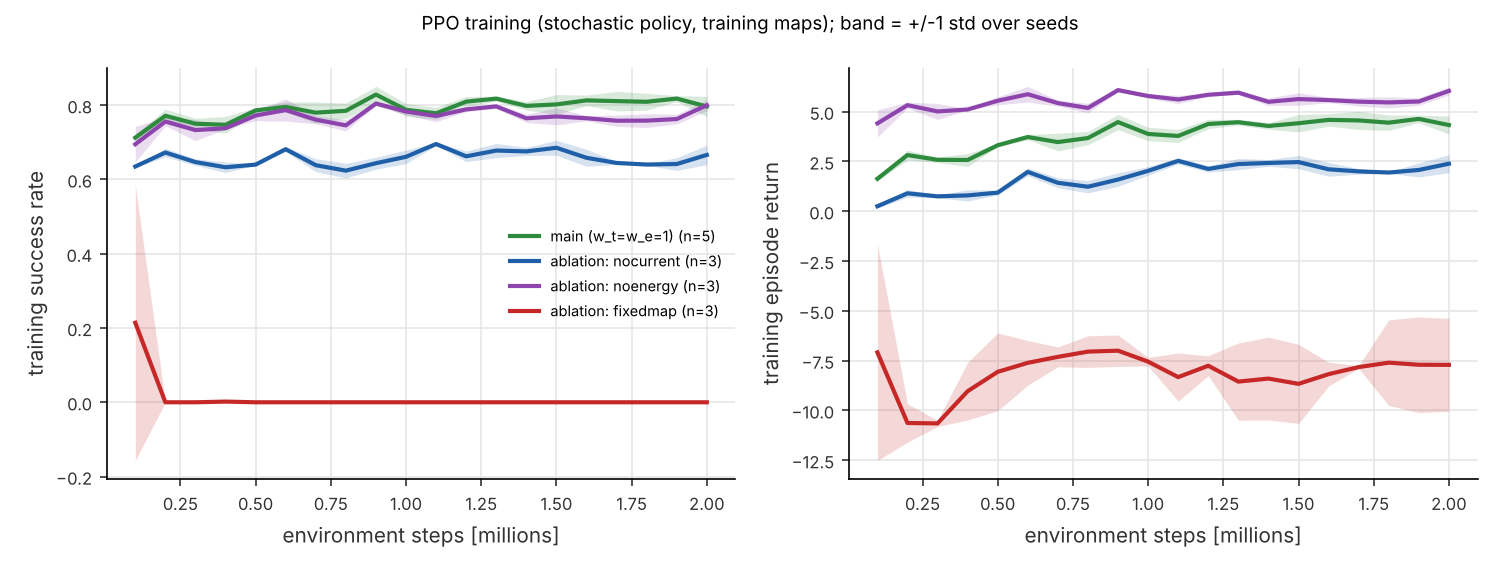 PPO training (stochastic policy, training maps); band = +/-1 std over seeds
training success rate
0.8
0.6
0.4
0.2
0.0
−0.2
main (w_t=w_e=1) (n=5)
ablation: nocurrent (n=3)
ablation: noenergy (n=3)
ablation: fixedmap (n=3)
0.25 0.50 0.75 1.00 1.25 1.50 1.75 2.00
environment steps [millions]
training episode return
5.0
2.5
0.0
−2.5
−5.0
−7.5
−10.0
−12.5
0.25 0.50 0.75 1.00 1.25 1.50 1.75 2.00
environment steps [millions]